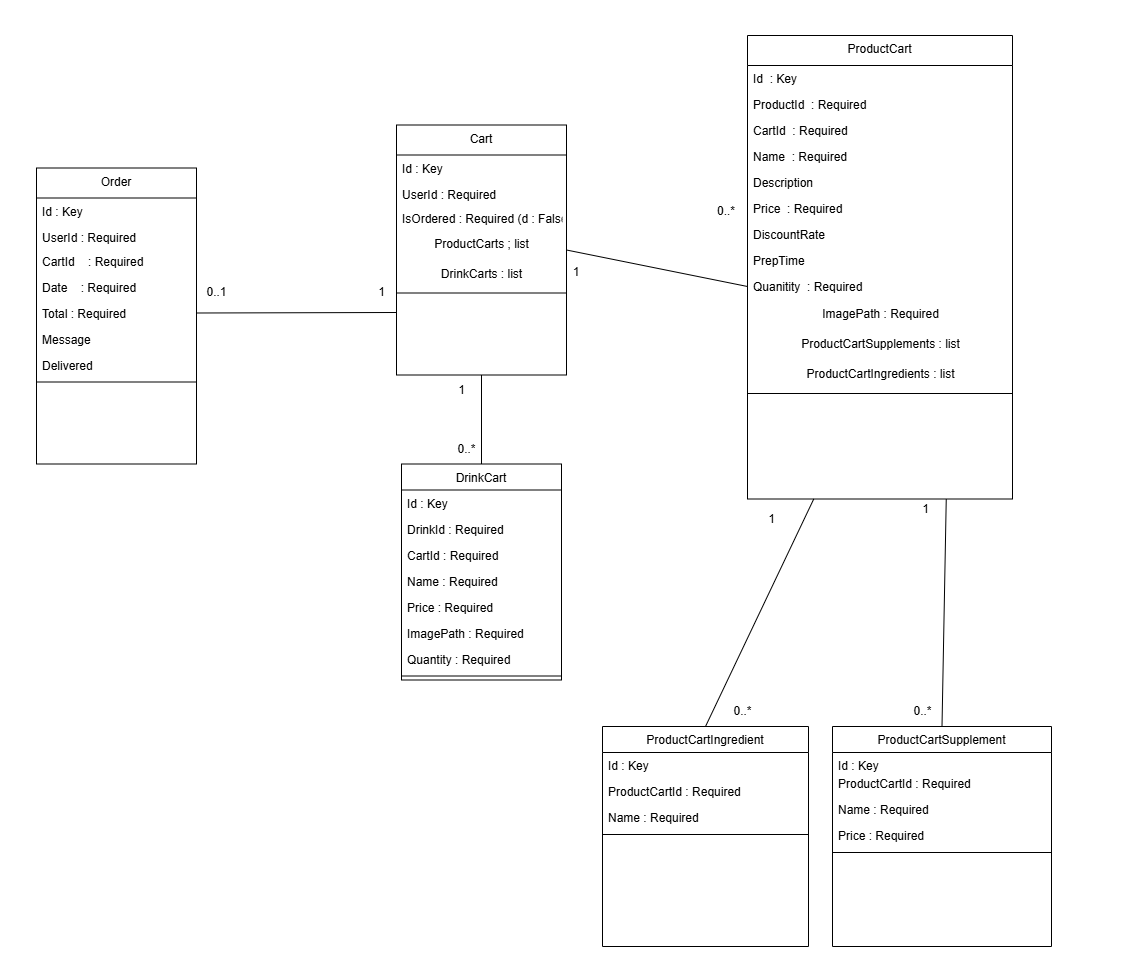 Order
Id : Key
UserId : Required
CartId : Required
Date : Required
Total : Required
Message
Delivered
0..1
1
Cart
Id : Key
UserId : Required
IsOrdered : Required (d : Fals
ProductCarts ; list
DrinkCarts : list
1
0..*
1
0..*
DrinkCart
Id : Key
DrinkId : Required
CartId : Required
Name : Required
Price : Required
ImagePath : Required
Quantity : Required
ProductCart
Id : Key
ProductId : Required
CartId : Required
Name : Required
Description
Price : Required
DiscountRate
PrepTime
Quanitity : Required
ImagePath : Required
ProductCartSupplements : list
ProductCartIngredients : list
1
1
0..*
0..*
ProductCartIngredient
Id : Key
ProductCartId : Required
Name : Required
ProductCartSupplement
Id : Key
ProductCartId : Required
Name : Required
Price : Required